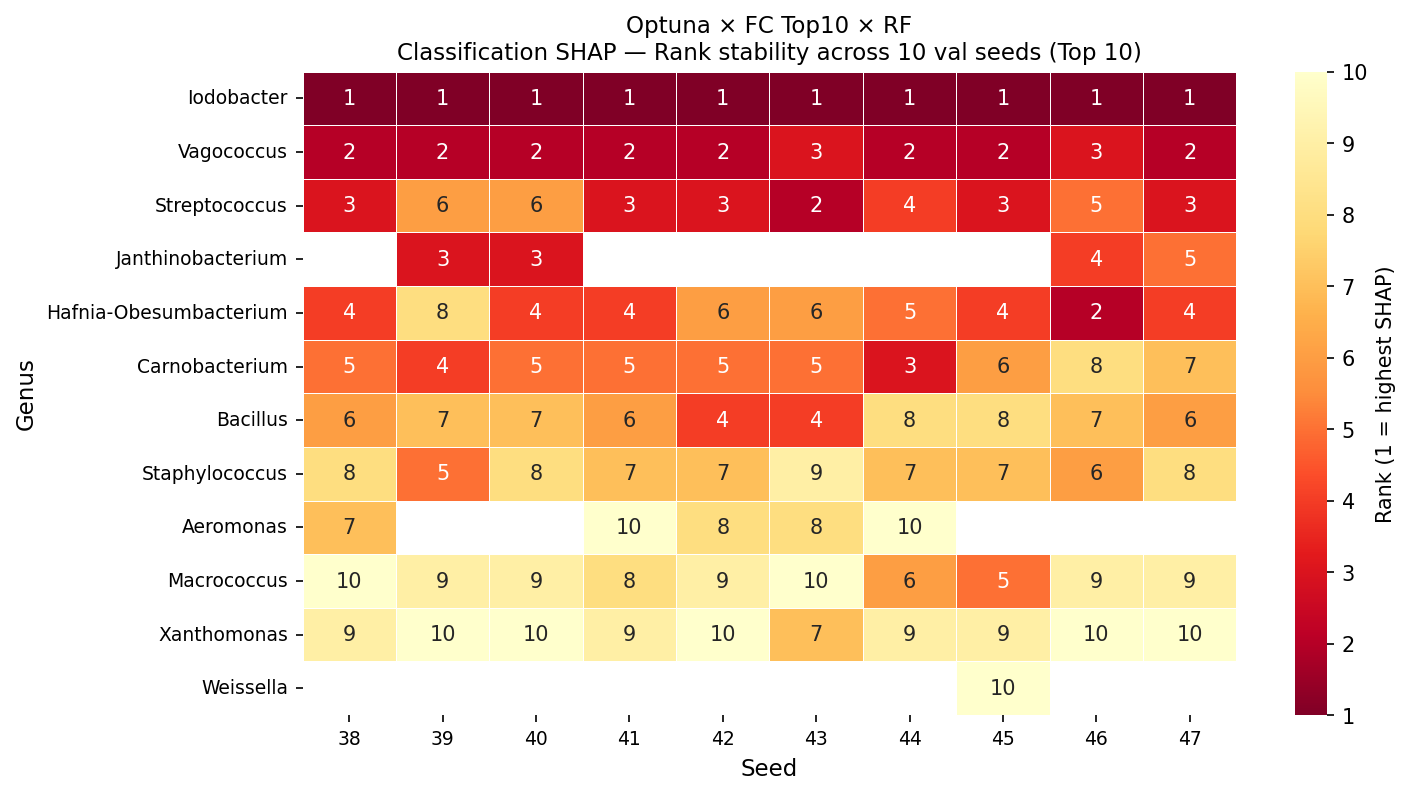 Optuna × FC Top10 × RF
Classification SHAP — Rank stability across 10 val seeds (Top 10)
Genus
Iodobacter 1 1 1 1 1 1 1 1 1 1
Vagococcus 2 2 2 2 2 3 2 2 3 2
Streptococcus 3 6 6 3 3 2 4 3 5 3
Janthinobacterium 3 3 4 5
Hafnia-Obesumbacterium 4 8 4 4 6 6 5 4 2 4
Carnobacterium 5 4 5 5 5 5 3 6 8 7
Bacillus 6 7 7 6 4 4 8 8 7 6
Staphylococcus 8 5 8 7 7 9 7 7 6 8
Aeromonas 7 10 8 8 10
Macrococcus 10 9 9 8 9 10 6 5 9 9
Xanthomonas 9 10 10 9 10 7 9 9 10 10
Weissella 10
38 39 40 41 42 43 44 45 46 47
Seed
10
9
8
7
6
5
4
3
2
1
Rank (1 = highest SHAP)